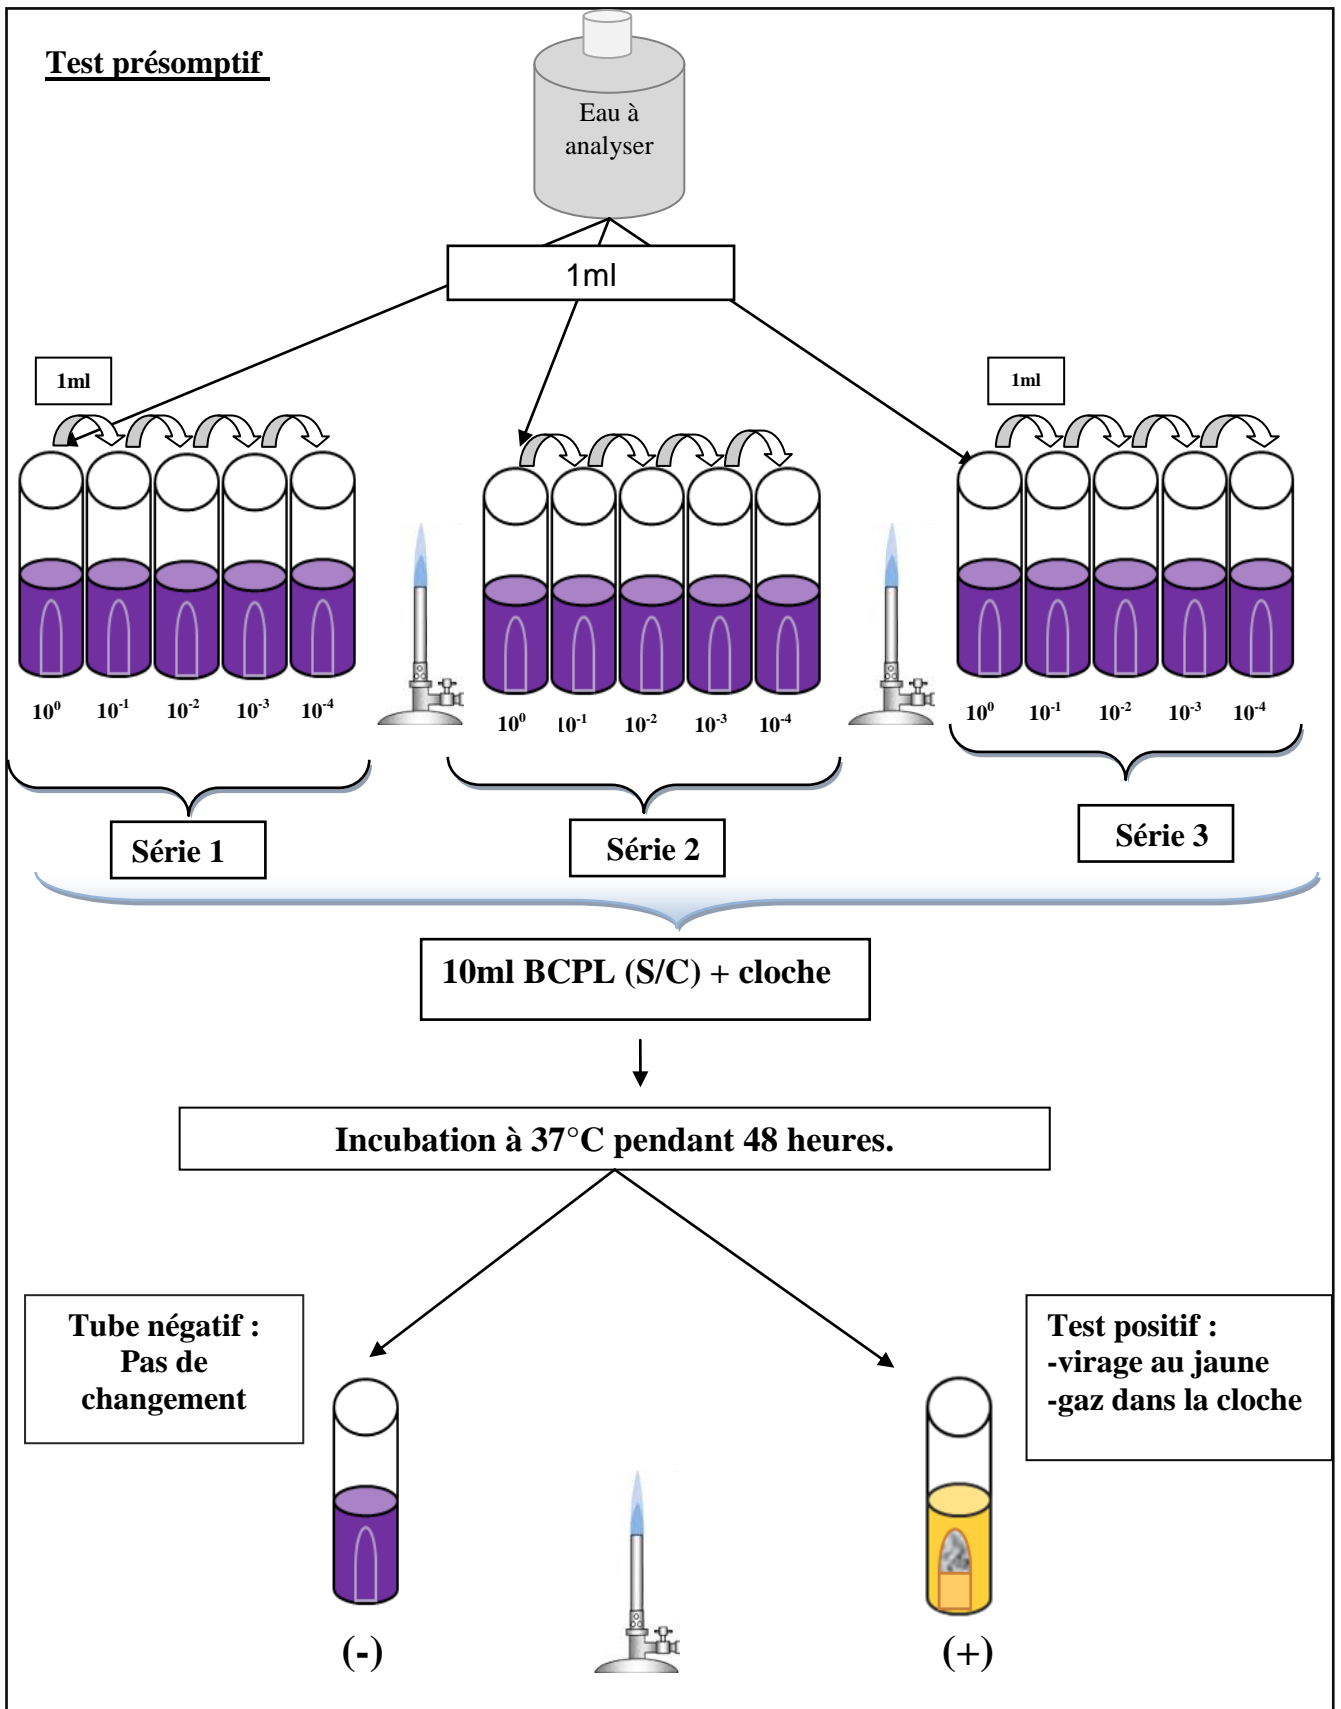 Test présomptif
Eau à
analyser
1ml
1ml
1ml
10⁰ 10⁻¹ 10⁻² 10⁻³ 10⁻⁴
10⁰ 10⁻¹ 10⁻² 10⁻³ 10⁻⁴
10⁰ 10⁻¹ 10⁻² 10⁻³ 10⁻⁴
Série 1
Série 2
Série 3
10ml BCPL (S/C) + cloche
Incubation à 37°C pendant 48 heures.
Tube négatif :
Pas de
changement
Test positif :
-virage au jaune
-gaz dans la cloche
(-)
(+)